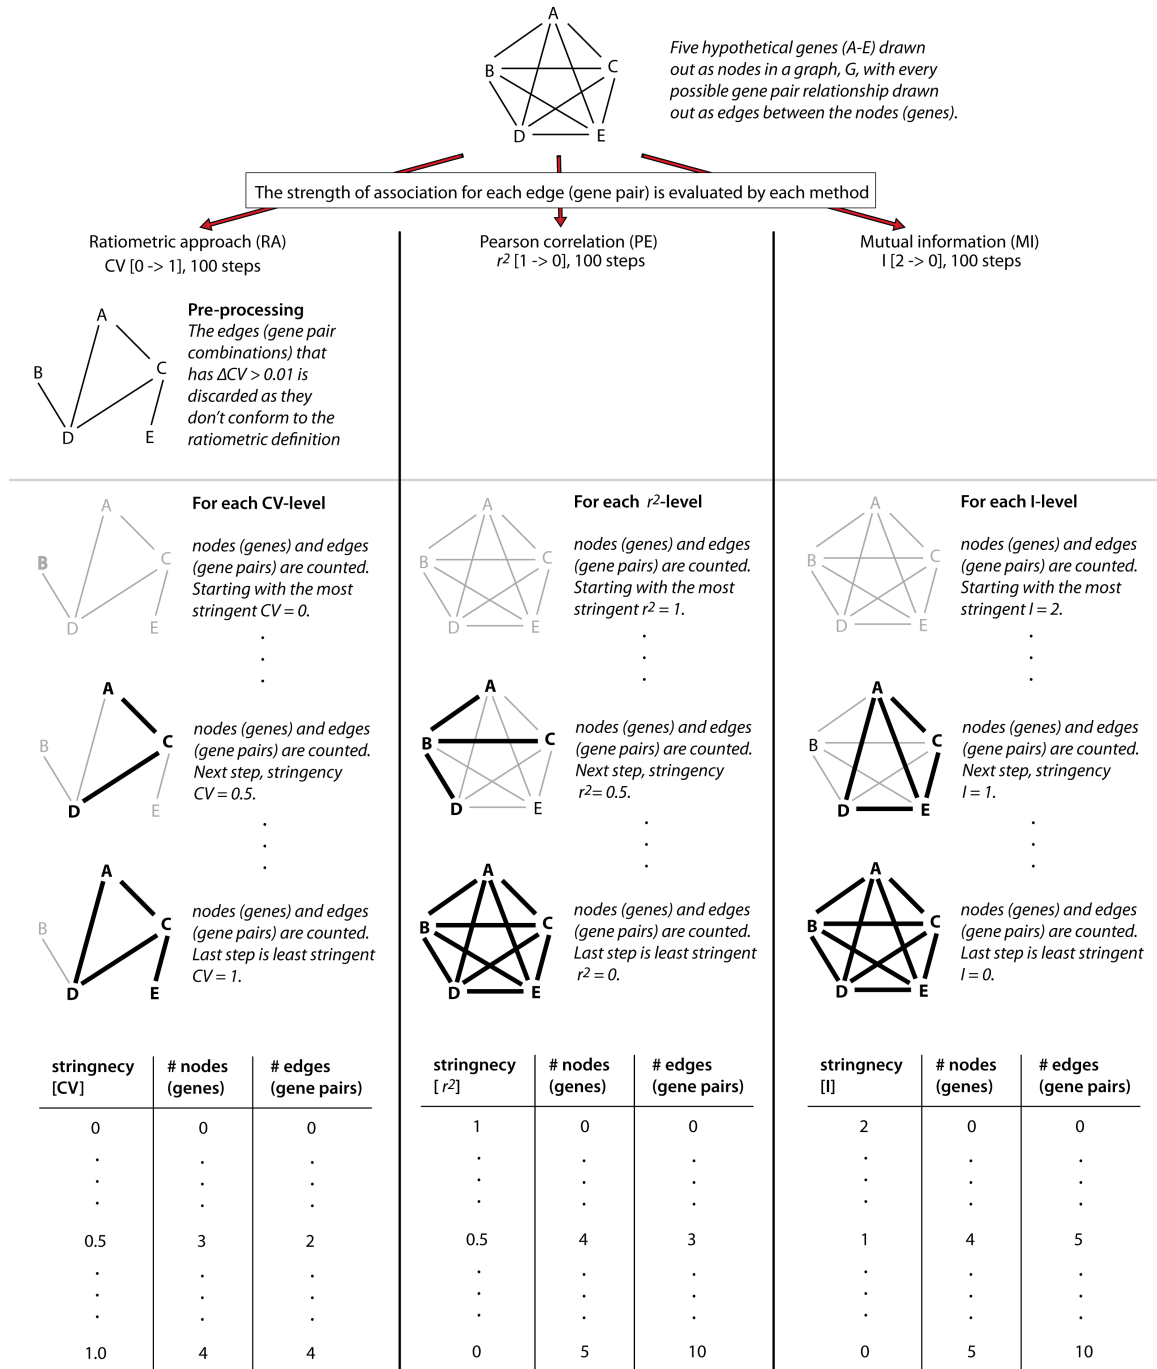 A
B
C
D
E
Five hypothetical genes (A-E) drawn
out as nodes in a graph, G, with every
possible gene pair relationship drawn
out as edges between the nodes (genes).
The strength of association for each edge (gene pair) is evaluated by each method
Ratiometric approach (RA)
CV [0 -> 1], 100 steps
Pearson correlation (PE)
r2 [1 -> 0], 100 steps
Mutual information (MI)
I [2 -> 0], 100 steps
A
B
C
D
E
Pre-processing
The edges (gene pair
combinations) that
has ΔCV > 0.01 is
discarded as they
don't conform to the
ratiometric definition
A
B
C
D
E
For each CV-level
nodes (genes) and edges
(gene pairs) are counted.
Starting with the most
stringent CV = 0.
A
B
C
D
E
For each r2-level
nodes (genes) and edges
(gene pairs) are counted.
Starting with the most
stringent r2 = 1.
A
B
C
D
E
For each I-level
nodes (genes) and edges
(gene pairs) are counted.
Starting with the most
stringent I = 2.
A
B
C
D
E
nodes (genes) and edges
(gene pairs) are counted.
Next step, stringency
CV = 0.5.
A
B
C
D
E
nodes (genes) and edges
(gene pairs) are counted.
Next step, stringency
r2= 0.5.
A
B
C
D
E
nodes (genes) and edges
(gene pairs) are counted.
Next step, stringency
I = 1.
A
B
C
D
E
nodes (genes) and edges
(gene pairs) are counted.
Last step is least stringent
CV = 1.
A
B
C
D
E
nodes (genes) and edges
(gene pairs) are counted.
Last step is least stringent
r2 = 0.
A
B
C
D
E
nodes (genes) and edges
(gene pairs) are counted.
Last step is least stringent
I = 0.
stringnecy [CV] # nodes (genes) # edges (gene pairs)
0 0 0
. . .
. . .
. . .
0.5 3 2
. . .
. . .
. . .
1.0 4 4
stringnecy [ r2] # nodes (genes) # edges (gene pairs)
1 0 0
. . .
. . .
. . .
0.5 4 3
. . .
. . .
. . .
0 5 10
stringnecy [I] # nodes (genes) # edges (gene pairs)
2 0 0
. . .
. . .
. . .
1 4 5
. . .
. . .
. . .
0 5 10